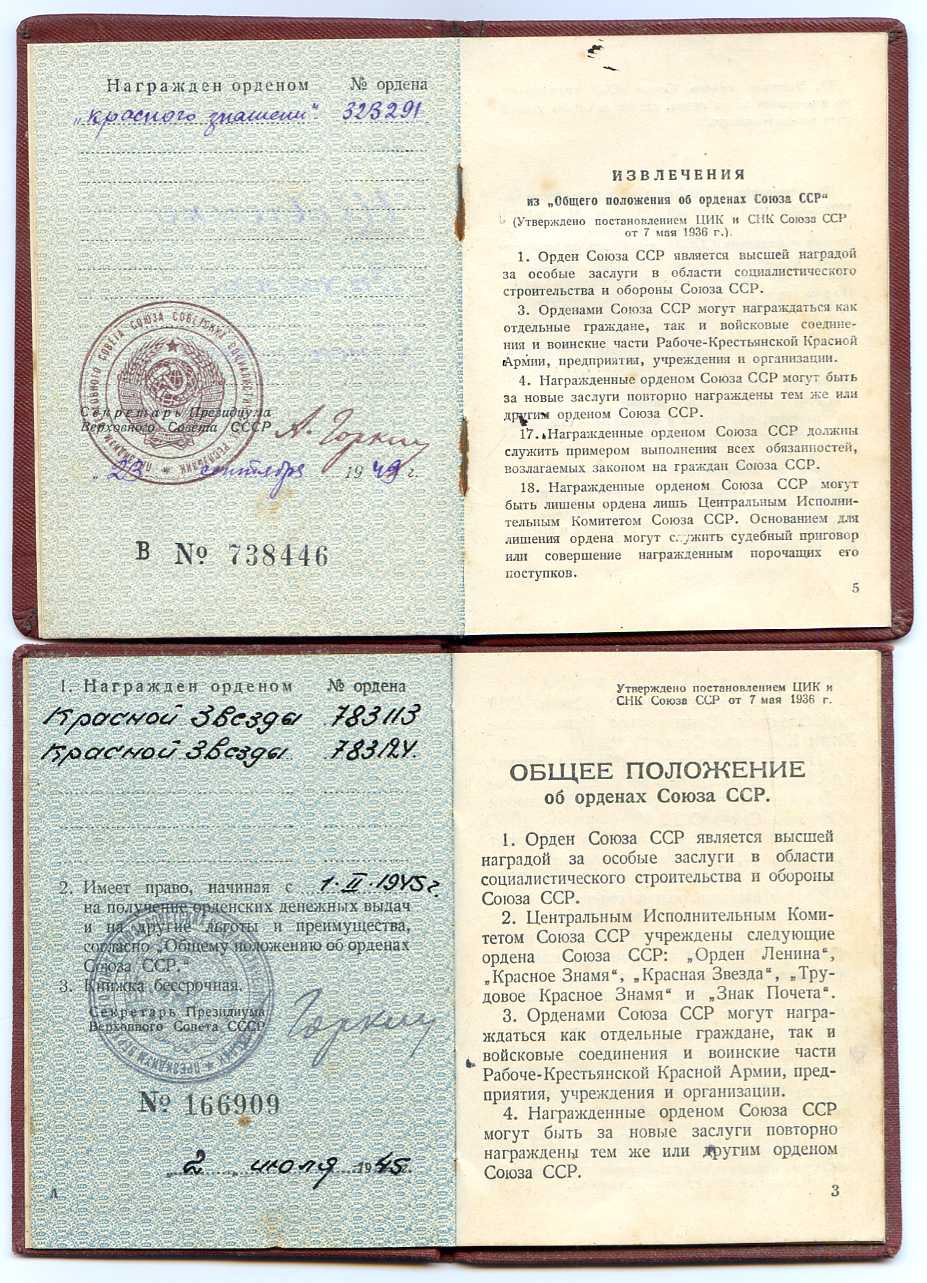 Награжден орденом № ордена
„Красного знамени“ 323291
Секретарь Президиума
Верховного Совета СССР А. Горкин
„23 сентября 1949 г.
В № 738446
ИЗВЛЕЧЕНИЯ
из „Общего положения об орденах Союза ССР“
(Утверждено постановлением ЦИК и СНК Союза ССР
от 7 мая 1936 г.).
1. Орден Союза ССР является высшей наградой
за особые заслуги в области социалистического
строительства и обороны Союза ССР.
3. Орденами Союза ССР могут награждаться как
отдельные граждане, так и войсковые соедине-
ния и воинские части Рабоче-Крестьянской Красной
Армии, предприятия, учреждения и организации.
4. Награжденные орденом Союза ССР могут быть
за новые заслуги повторно награждены тем же или
другим орденом Союза ССР.
17. Награжденные орденом Союза ССР должны
служить примером выполнения всех обязанностей,
возлагаемых законом на граждан Союза ССР.
18. Награжденные орденом Союза ССР могут
быть лишены ордена лишь Центральным Исполни-
тельным Комитетом Союза ССР. Основанием для
лишения ордена могут служить судебный приговор
или совершение награжденным порочащих его
поступков.
5
1. Награжден орденом № ордена
Красной Звезды 783113
Красной Звезды 783124.
2. Имеет право, начиная с 1·II·1945 г.
на получение орденских денежных выдач
и на другие льготы и преимущества,
согласно „Общему положению об орденах
Союза ССР.“
3. Книжка бессрочная.
Секретарь Президиума
Верховного Совета СССР Горкин
№ 166909
„2 „ июля 1945 г.
А
Утверждено постановлением ЦИК и
СНК Союза ССР от 7 мая 1936 г.
ОБЩЕЕ ПОЛОЖЕНИЕ
об орденах Союза ССР.
1. Орден Союза ССР является высшей
наградой за особые заслуги в области
социалистического строительства и обороны
Союза ССР.
2. Центральным Исполнительным Коми-
тетом Союза ССР учреждены следующие
ордена Союза ССР: „Орден Ленина“,
„Красное Знамя“, „Красная Звезда“, „Тру-
довое Красное Знамя“ и „Знак Почета“.
3. Орденами Союза ССР могут награ-
ждаться как отдельные граждане, так и
войсковые соединения и воинские части
Рабоче-Крестьянской Красной Армии, пред-
приятия, учреждения и организации.
4. Награжденные орденом Союза ССР
могут быть за новые заслуги повторно
награждены тем же или другим орденом
Союза ССР.
3